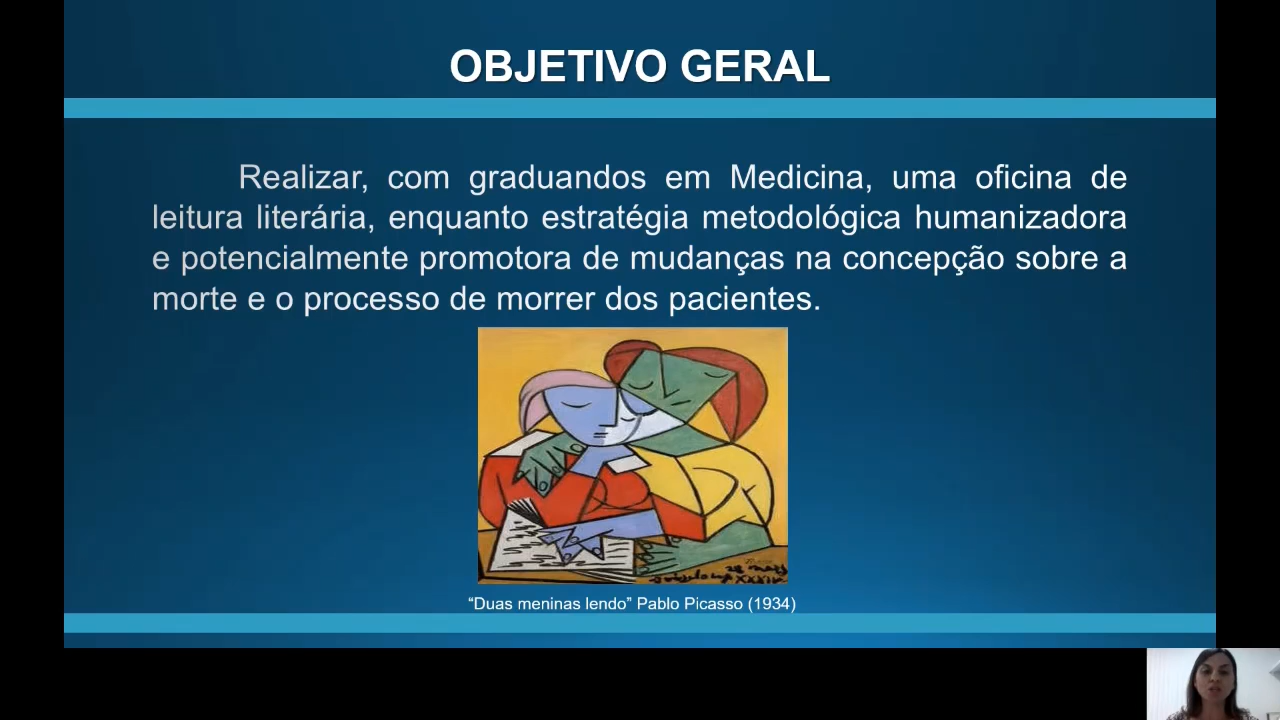 OBJETIVO GERAL
Realizar, com graduandos em Medicina, uma oficina de
leitura literária, enquanto estratégia metodológica humanizadora
e potencialmente promotora de mudanças na concepção sobre a
morte e o processo de morrer dos pacientes.
“Duas meninas lendo” Pablo Picasso (1934)